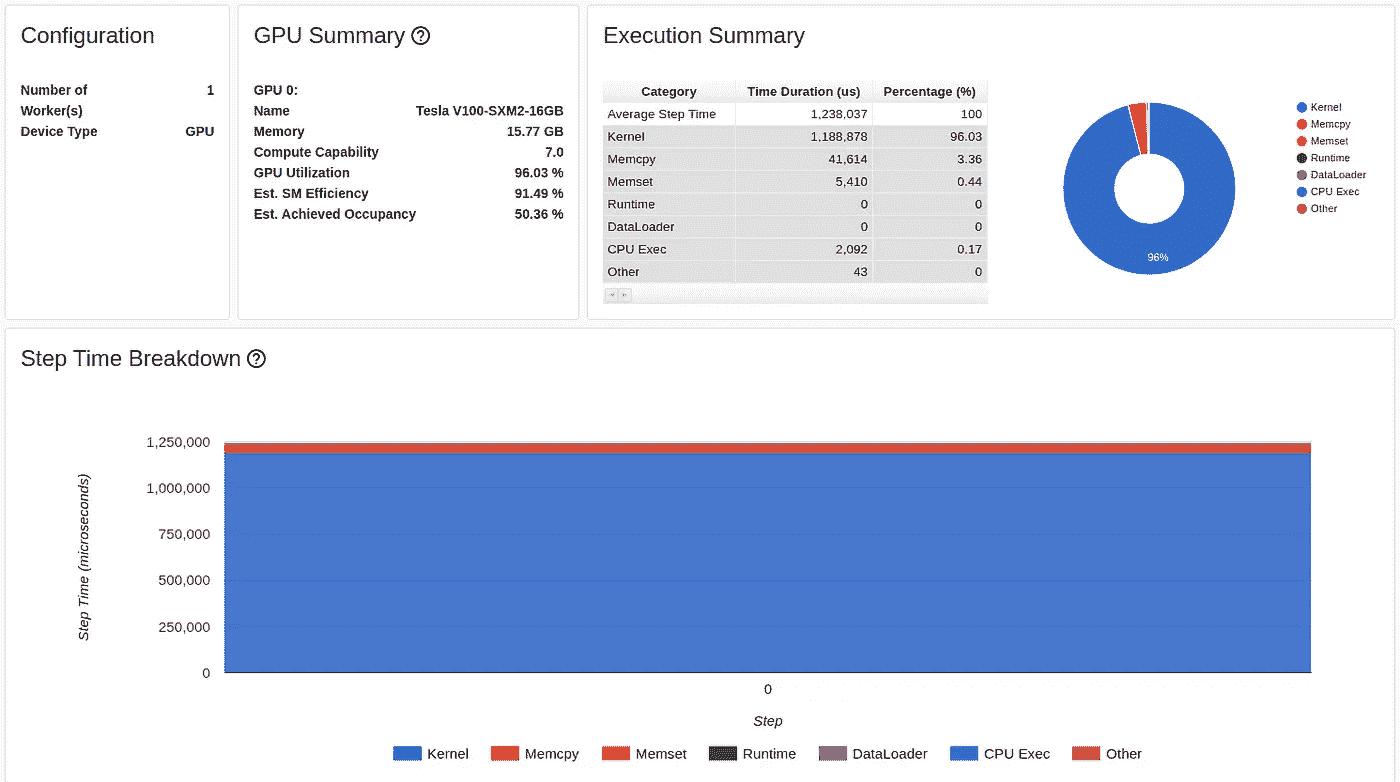 Configuration
Number of 1
Worker(s)
Device Type GPU
GPU Summary ?
GPU 0:
Name Tesla V100-SXM2-16GB
Memory 15.77 GB
Compute Capability 7.0
GPU Utilization 96.03 %
Est. SM Efficiency 91.49 %
Est. Achieved Occupancy 50.36 %
Execution Summary
Category Time Duration (us) Percentage (%)
Average Step Time 1,238,037 100
Kernel 1,188,878 96.03
Memcpy 41,614 3.36
Memset 5,410 0.44
Runtime 0 0
DataLoader 0 0
CPU Exec 2,092 0.17
Other 43 0
96%
Kernel
Memcpy
Memset
Runtime
DataLoader
CPU Exec
Other
Step Time Breakdown ?
Step Time (microseconds)
1,250,000
1,000,000
750,000
500,000
250,000
0
0
Step
Kernel Memcpy Memset Runtime DataLoader CPU Exec Other